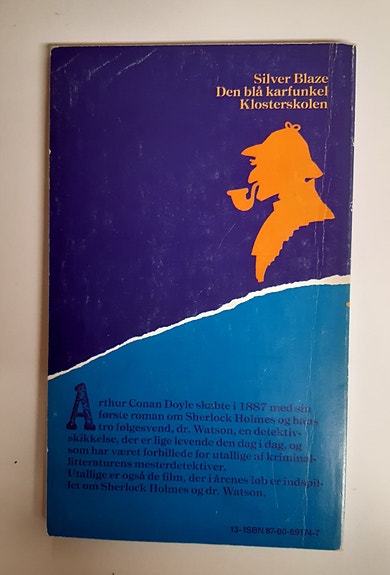 Silver Blaze
Den blå karfunkel
Klosterskolen
Arthur Conan Doyle skabte i 1887 med sin
første roman om Sherlock Holmes og hans
tro følgesvend, dr. Watson, en detektiv-
skikkelse, der er lige levende den dag i dag, og
som har været forbillede for utallige af kriminal-
litteraturens mesterdetektiver.
Utallige er også de film, der i årenes løb er indspil-
let om Sherlock Holmes og dr. Watson.
13-ISBN 87-00-69174-7